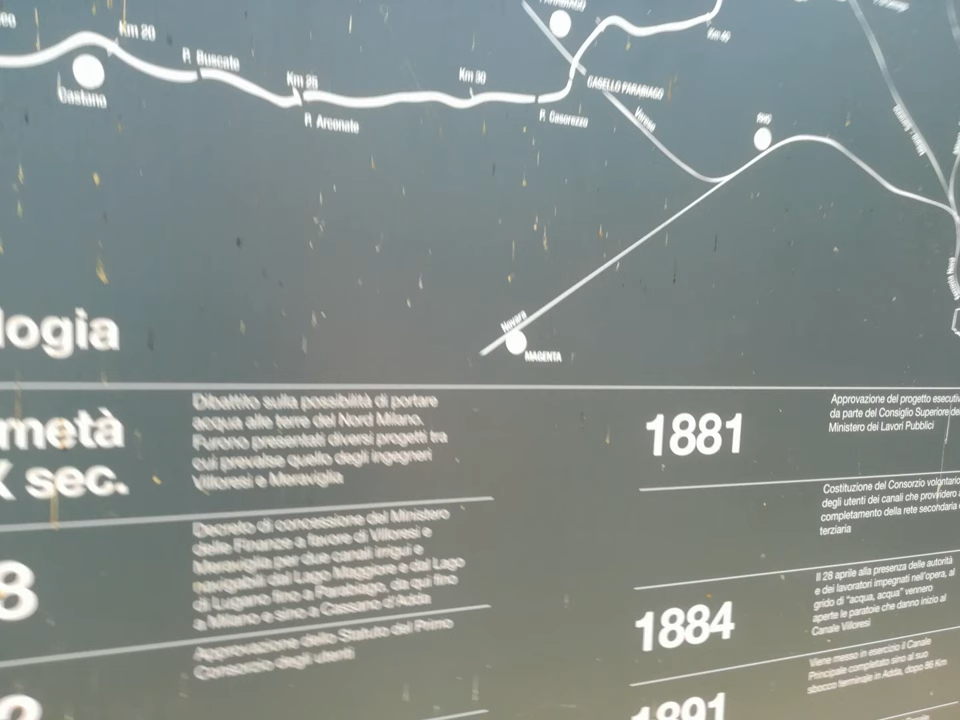 Km 20
P. Buscate
Castano
Km 25
P. Arconate
Km 30
P. Casorezzo
CASELLO PARABIAGO
Varese
Km 40
RHO
Novara
MAGENTA
logia
metà
X sec.
Dibattito sulla possibilità di portare
acqua alle terre del Nord Milano.
Furono presentati diversi progetti tra
cui prevalse quello degli ingegneri
Villoresi e Meraviglia
8
Decreto di concessione del Ministero
delle Finanze a favore di Villoresi e
Meraviglia per due canali irrigui e
navigabili dal Lago Maggiore e dal Lago
di Lugano fino a Parabiago, da qui fino
a Milano e sino a Cassano d'Adda
Approvazione dello Statuto del Primo
Consorzio degli utenti
1881
Approvazione del progetto esecutiv
da parte del Consiglio Superiore de
Ministero dei Lavori Pubblici
Costituzione del Consorzio volontario
degli utenti dei canali che provvidero a
completamento della rete secondaria e
terziaria
1884
Il 28 aprile alla presenza delle autorità
e dei lavoratori impegnati nell'opera, al
grido di "acqua, acqua" vennero
aperte le paratoie che danno inizio al
Canale Villoresi
1891
Viene messo in esercizio il Canale
Principale completato sino al suo
sbocco terminale in Adda, dopo 86 Km